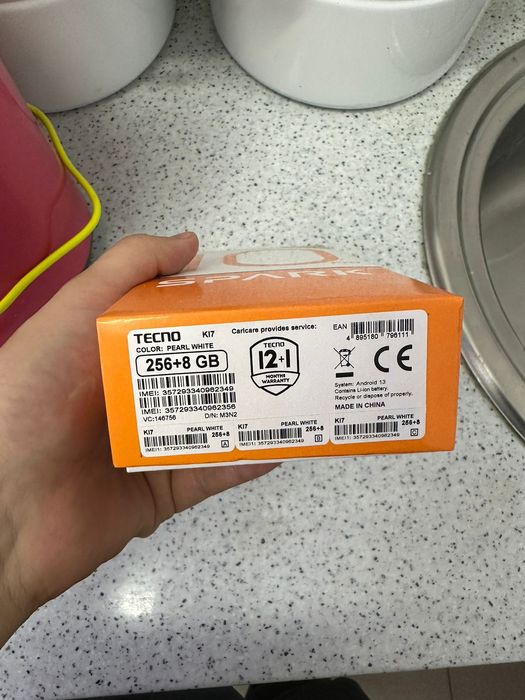 SPARK
TECNO KI7
COLOR: PEARL WHITE
256+8 GB
IMEI: 357293340962349
IMEI: 357293340962356
VC:146756 D/N: M3N2
Carlcare provides service:
TECNO
12+1
MONTHS
WARRANTY
EAN
4 895180 796111
CE
System: Android 13
Contains Li-ion battery.
Recycle or dispose of properly.
MADE IN CHINA
KI7 PEARL WHITE
256+8
IMEI1: 357293340962349 A
KI7 PEARL WHITE
256+8
IMEI1: 357293340962349 B
KI7 PEARL WHITE
256+8
IMEI1: 357293340962349 C